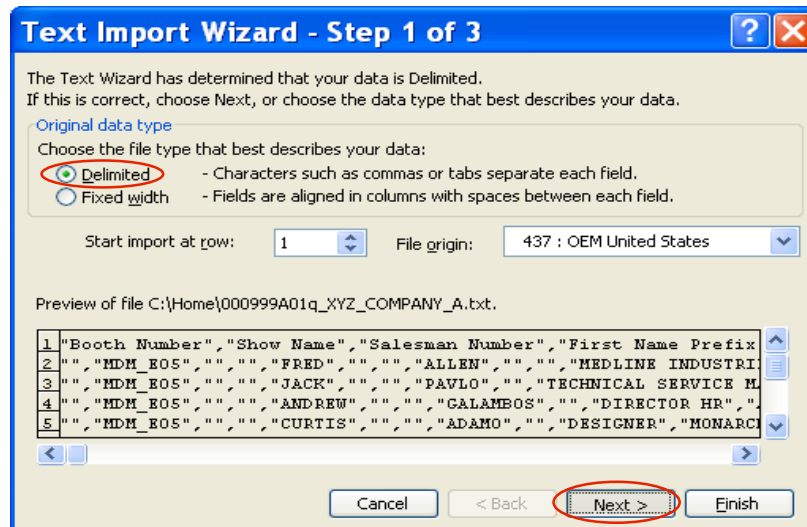 Text Import Wizard - Step 1 of 3
The Text Wizard has determined that your data is Delimited.
If this is correct, choose Next, or choose the data type that best describes your data.
Original data type
Choose the file type that best describes your data:
Delimited - Characters such as commas or tabs separate each field.
Fixed width - Fields are aligned in columns with spaces between each field.
Start import at row: 1 File origin: 437 : OEM United States
Preview of file C:\Home\000999A01q_XYZ_COMPANY_A.txt.
1 "Booth Number","Show Name","Salesman Number","First Name Prefix
2 "","MDM_E05","","","FRED","","","ALLEN","","","MEDLINE INDUSTRI
3 "","MDM_E05","","","JACK","","","PAVLO","","TECHNICAL SERVICE MA
4 "","MDM_E05","","","ANDREW","","","GALAMBOS","","DIRECTOR HR","
5 "","MDM_E05","","","CURTIS","","","ADAMO","","DESIGNER","MONARCH
Cancel < Back Next > Finish